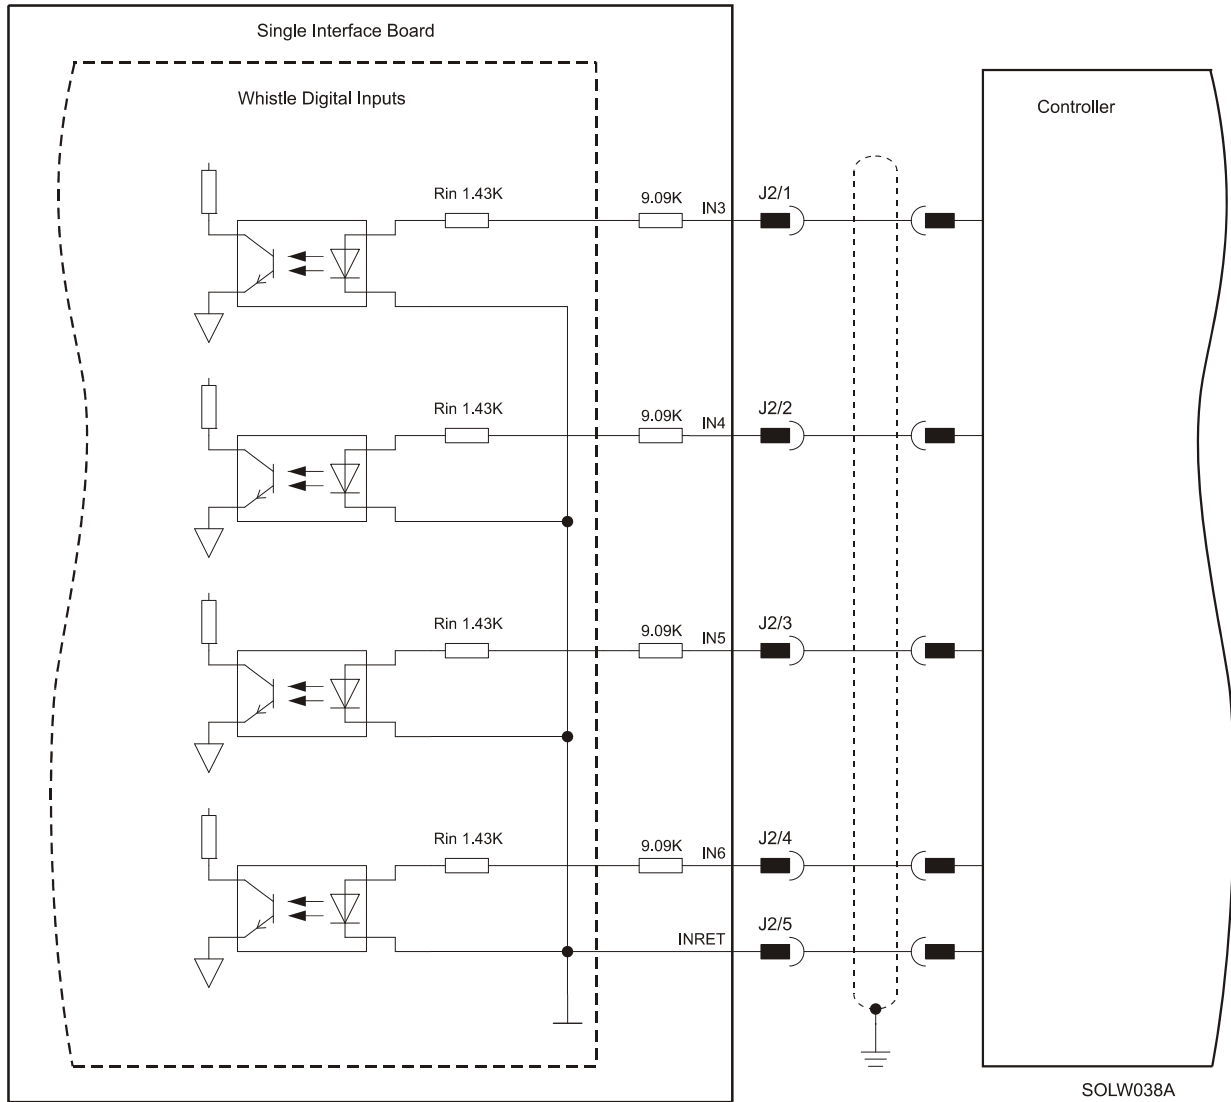 Single Interface Board
Whistle Digital Inputs
Controller
Rin 1.43K
9.09K
IN3
J2/1
Rin 1.43K
9.09K
IN4
J2/2
Rin 1.43K
9.09K
IN5
J2/3
Rin 1.43K
9.09K
IN6
J2/4
INRET
J2/5
SOLW038A